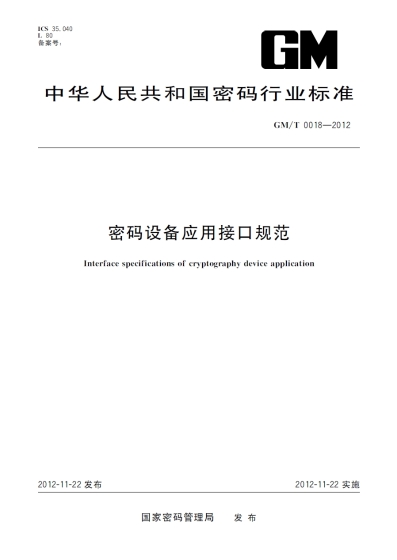 ICS 35.040
L 80
备案号:
GM
中华人民共和国密码行业标准
GM/T 0018—2012
密码设备应用接口规范
Interface specifications of cryptography device application
2012-11-22 发布
2012-11-22 实施
国家密码管理局 发布